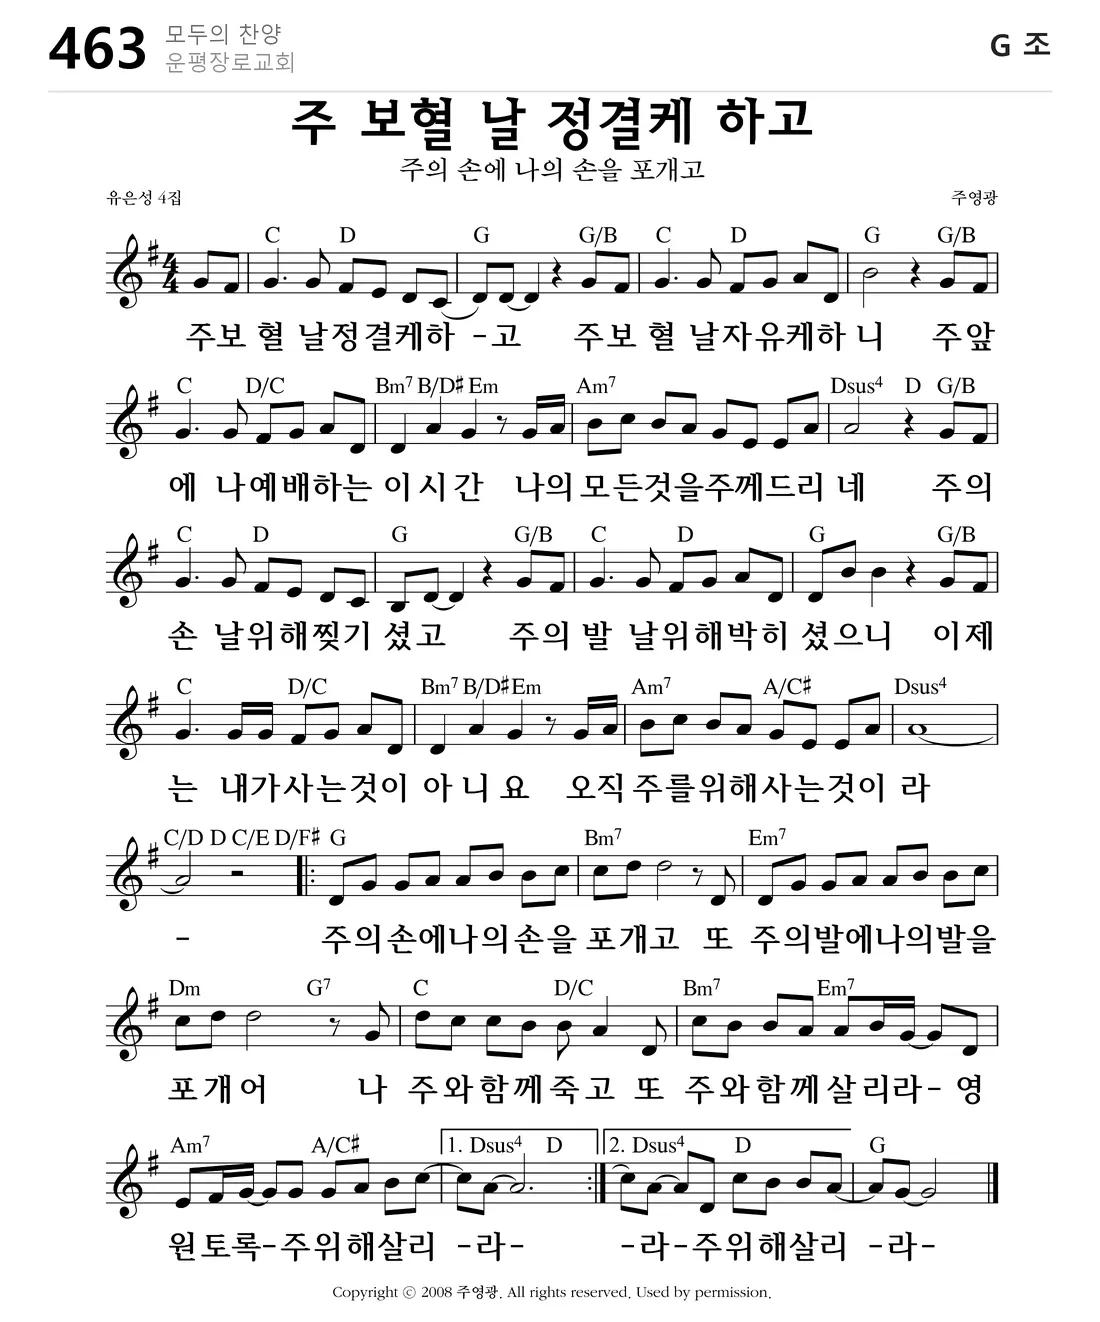 463 모두의 찬양
운평장로교회
G 조
주 보혈 날 정결케 하고
주의 손에 나의 손을 포개고
유은성 4집 주영광
C D G G/B C D G G/B
주보 혈 날정결케하 -고 주보 혈 날자유케하 니 주앞
C D/C Bm7 B/D♯ Em Am7 Dsus4 D G/B
에 나예배하는 이시간 나의모든것을주께드리 네 주의
C D G G/B C D G G/B
손 날위해찢기 셨고 주의 발 날위해박히 셨으니 이제
C D/C Bm7 B/D♯ Em Am7 A/C♯ Dsus4
는 내가사는것이 아니요 오직주를위해사는것이 라
C/D D C/E D/F♯ G Bm7 Em7
- 주의손에나의손을 포개고 또 주의발에나의발을
Dm G7 C D/C Bm7 Em7
포개어 나 주와함께죽고 또 주와함께살리라-영
Am7 A/C♯ 1. Dsus4 D 2. Dsus4 D G
원토록-주위해살리 -라- -라-주위해살리 -라-
Copyright ⓒ 2008 주영광. All rights reserved. Used by permission.